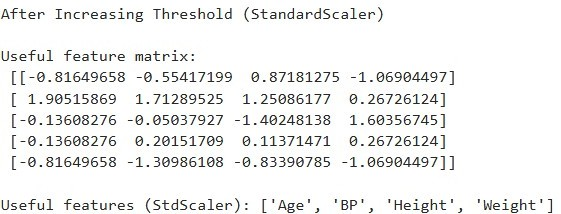 After Increasing Threshold (StandardScaler)
Useful feature matrix:
[[-0.81649658 -0.55417199 0.87181275 -1.06904497]
[ 1.90515869 1.71289525 1.25086177 0.26726124]
[-0.13608276 -0.05037927 -1.40248138 1.60356745]
[-0.13608276 0.20151709 0.11371471 0.26726124]
[-0.81649658 -1.30986108 -0.83390785 -1.06904497]]
Useful features (StdScaler): ['Age', 'BP', 'Height', 'Weight']